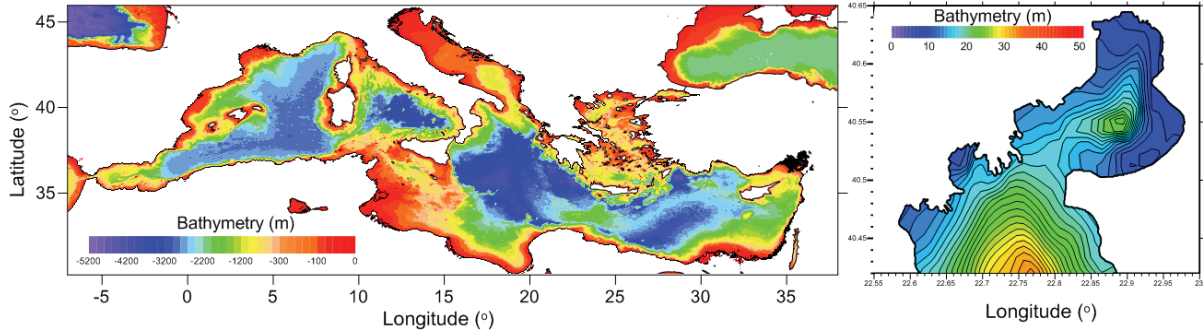 45
40
35
Latitude (o)
Bathymetry (m)
-5200 -4200 -3200 -2200 -1200 -300 -100 0
-5 0 5 10 15 20 25 30 35
Longitude (o)
Bathymetry (m)
0 10 20 30 40 50
40.65
40.6
40.55
40.5
40.45
22.55 22.6 22.65 22.7 22.75 22.8 22.85 22.9 22.95 23
Longitude (o)